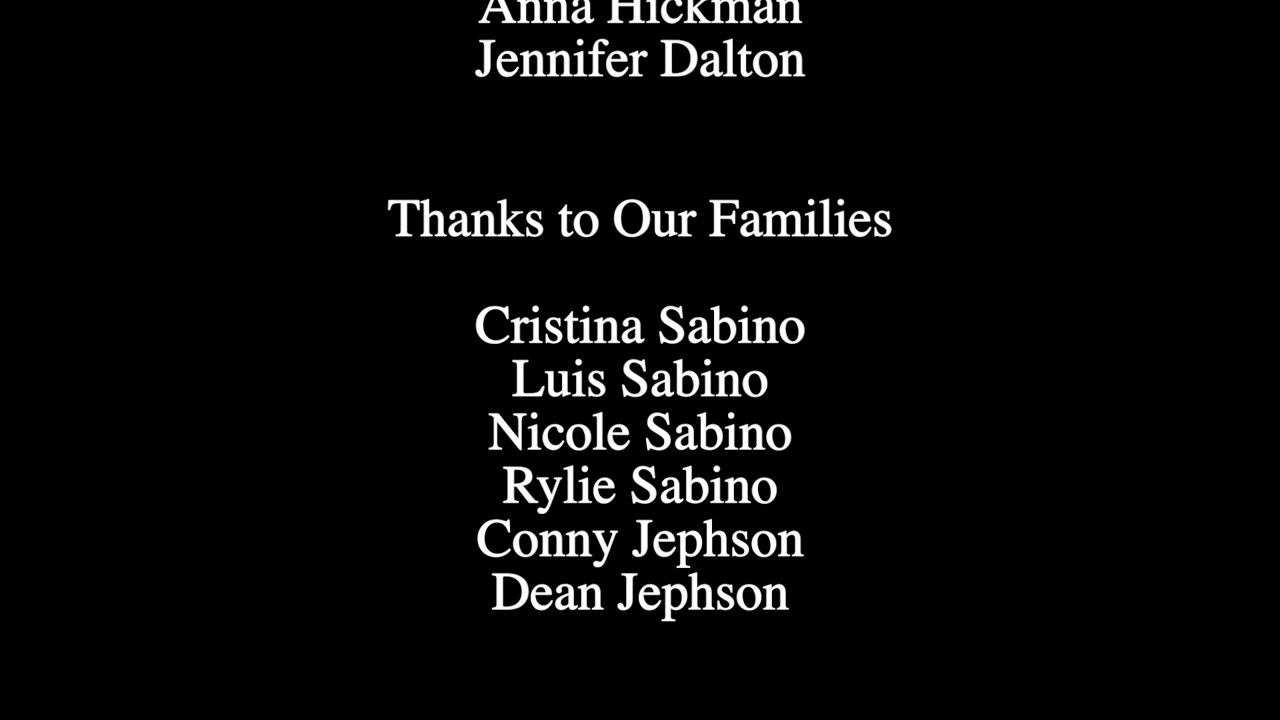 Anna Hickman
Jennifer Dalton
Thanks to Our Families
Cristina Sabino
Luis Sabino
Nicole Sabino
Rylie Sabino
Conny Jephson
Dean Jephson